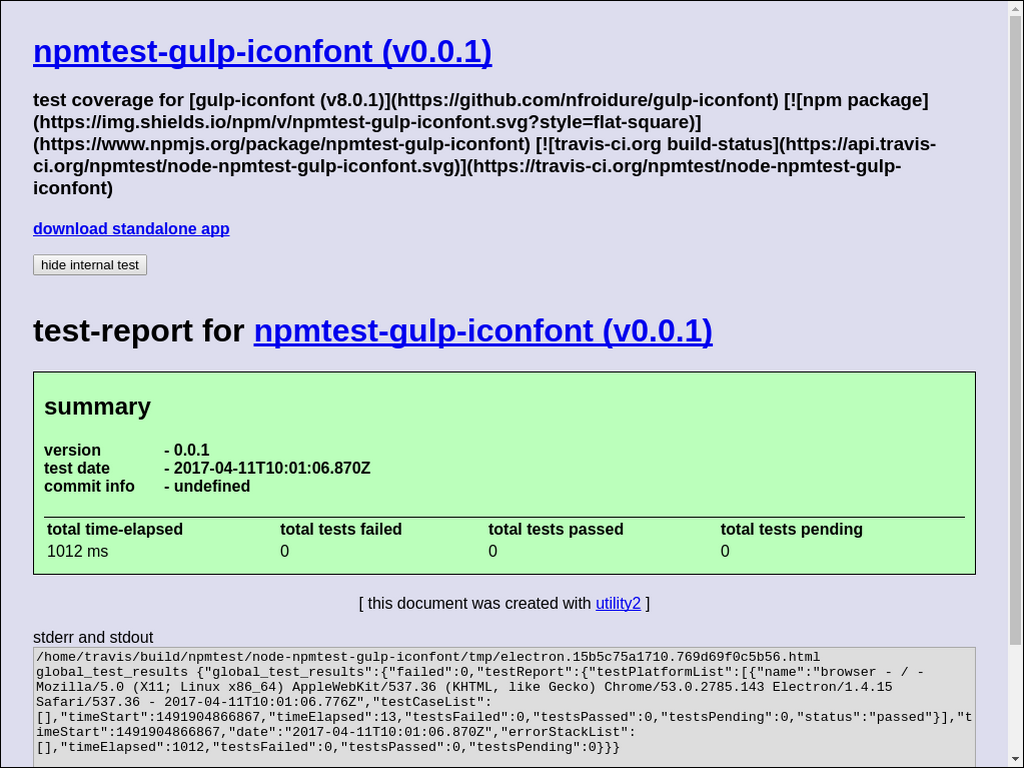 npmtest-gulp-iconfont (v0.0.1)
test coverage for [gulp-iconfont (v8.0.1)](https://github.com/nfroidure/gulp-iconfont) [![npm package]
(https://img.shields.io/npm/v/npmtest-gulp-iconfont.svg?style=flat-square)]
(https://www.npmjs.org/package/npmtest-gulp-iconfont) [![travis-ci.org build-status](https://api.travis-
ci.org/npmtest/node-npmtest-gulp-iconfont.svg)](https://travis-ci.org/npmtest/node-npmtest-gulp-
iconfont)
download standalone app
hide internal test
test-report for npmtest-gulp-iconfont (v0.0.1)
summary
version - 0.0.1
test date - 2017-04-11T10:01:06.870Z
commit info - undefined
total time-elapsed total tests failed total tests passed total tests pending
1012 ms 0 0 0
[ this document was created with utility2 ]
stderr and stdout
/home/travis/build/npmtest/node-npmtest-gulp-iconfont/tmp/electron.15b5c75a1710.769d69f0c5b56.html
global_test_results {"global_test_results":{"failed":0,"testReport":{"testPlatformList":[{"name":"browser - / -
Mozilla/5.0 (X11; Linux x86_64) AppleWebKit/537.36 (KHTML, like Gecko) Chrome/53.0.2785.143 Electron/1.4.15
Safari/537.36 - 2017-04-11T10:01:06.776Z","testCaseList":
[],"timeStart":1491904866867,"timeElapsed":13,"testsFailed":0,"testsPassed":0,"testsPending":0,"status":"passed"}],"t
imeStart":1491904866867,"date":"2017-04-11T10:01:06.870Z","errorStackList":
[],"timeElapsed":1012,"testsFailed":0,"testsPassed":0,"testsPending":0}}}